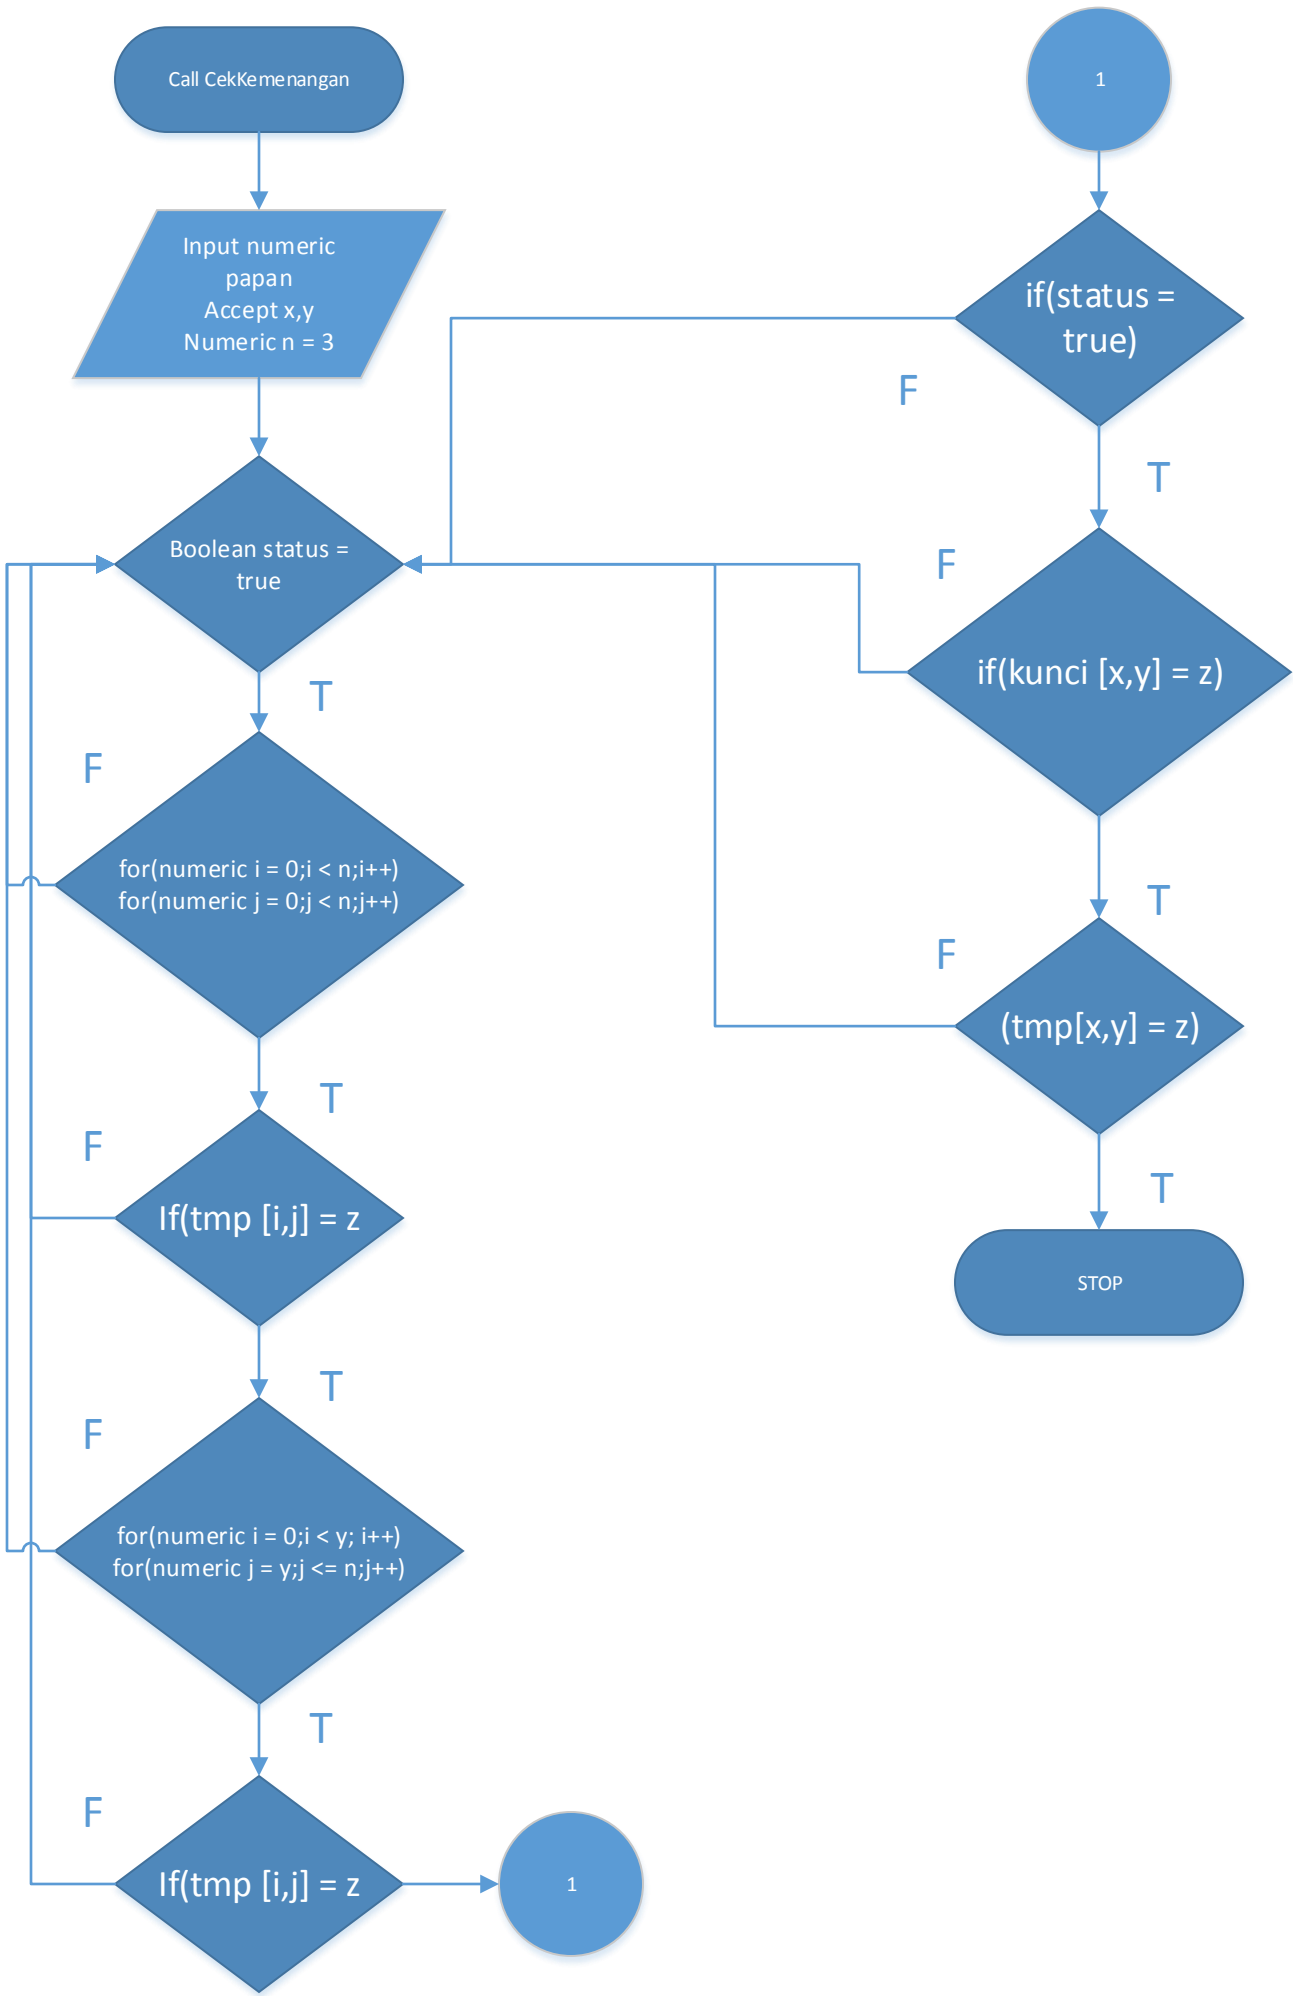 Call CekKemenangan
Input numeric
papan
Accept x,y
Numeric n = 3
Boolean status =
true
T
F
for(numeric i = 0;i < n;i++)
for(numeric j = 0;j < n;j++)
T
F
If(tmp [i,j] = z
T
F
for(numeric i = 0;i < y; i++)
for(numeric j = y;j <= n;j++)
T
F
If(tmp [i,j] = z
1
1
if(status =
true)
F
T
F
if(kunci [x,y] = z)
T
F
(tmp[x,y] = z)
T
STOP